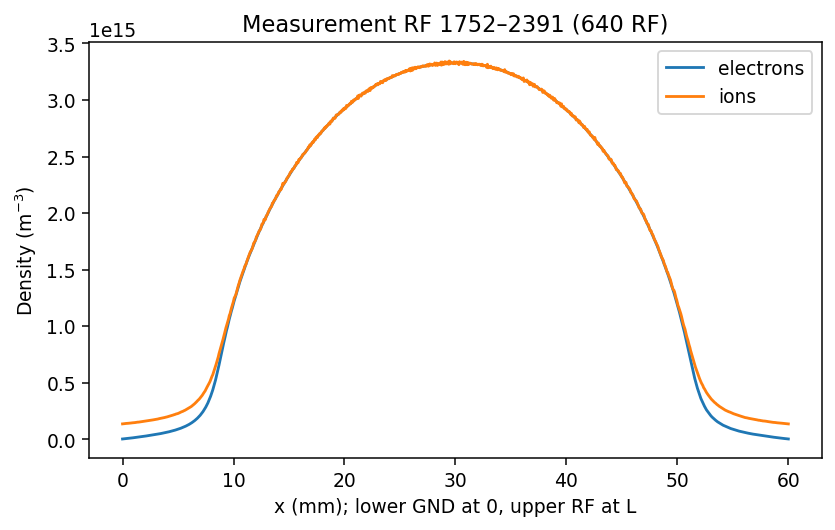 Measurement RF 1752–2391 (640 RF)
1e15
3.5
3.0
2.5
2.0
1.5
1.0
0.5
0.0
Density (m⁻³)
electrons
ions
0 10 20 30 40 50 60
x (mm); lower GND at 0, upper RF at L